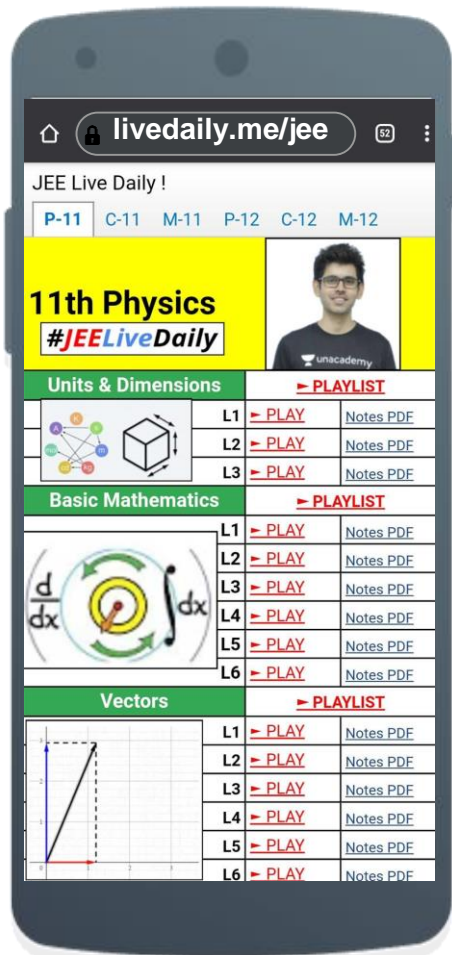 livedaily.me/jee
52
JEE Live Daily !
P-11 C-11 M-11 P-12 C-12 M-12
11th Physics
#JEELiveDaily
unacademy
Units & Dimensions ► PLAYLIST
L1 ► PLAY Notes PDF
L2 ► PLAY Notes PDF
L3 ► PLAY Notes PDF
Basic Mathematics ► PLAYLIST
L1 ► PLAY Notes PDF
L2 ► PLAY Notes PDF
L3 ► PLAY Notes PDF
d/dx ∫dx
L4 ► PLAY Notes PDF
L5 ► PLAY Notes PDF
L6 ► PLAY Notes PDF
Vectors ► PLAYLIST
L1 ► PLAY Notes PDF
L2 ► PLAY Notes PDF
L3 ► PLAY Notes PDF
L4 ► PLAY Notes PDF
L5 ► PLAY Notes PDF
L6 ► PLAY Notes PDF